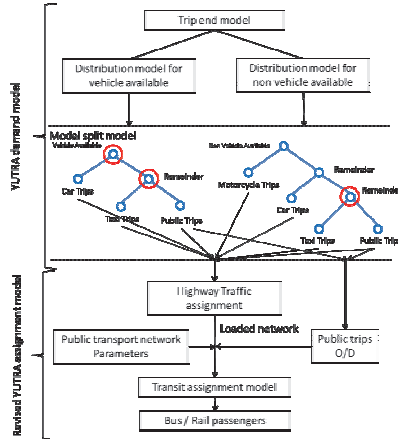 Trip end model
Distribution model for
vehicle available
Distribution model for
non vehicle available
YUTRA demand model
Model split model
Vehicle Available
Non Vehicle Available
Remainder
Car Trips
Taxi Trips
Public Trips
Remainder
Motorcycle Trips
Car Trips
Remainder
Taxi Trips
Public Trips
Revised YUTRA assignment model
Highway Traffic
assignment
Loaded network
Public transport network
Parameters
Public trips :
O/D
Transit assignment model
Bus / Rail passengers